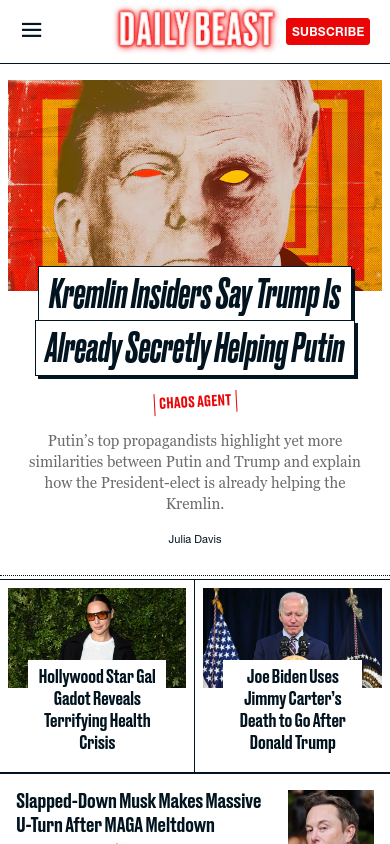 DAILY BEAST
SUBSCRIBE
Kremlin Insiders Say Trump Is
Already Secretly Helping Putin
CHAOS AGENT
Putin’s top propagandists highlight yet more
similarities between Putin and Trump and explain
how the President-elect is already helping the
Kremlin.
Julia Davis
Hollywood Star Gal
Gadot Reveals
Terrifying Health
Crisis
Joe Biden Uses
Jimmy Carter’s
Death to Go After
Donald Trump
Slapped-Down Musk Makes Massive
U-Turn After MAGA Meltdown